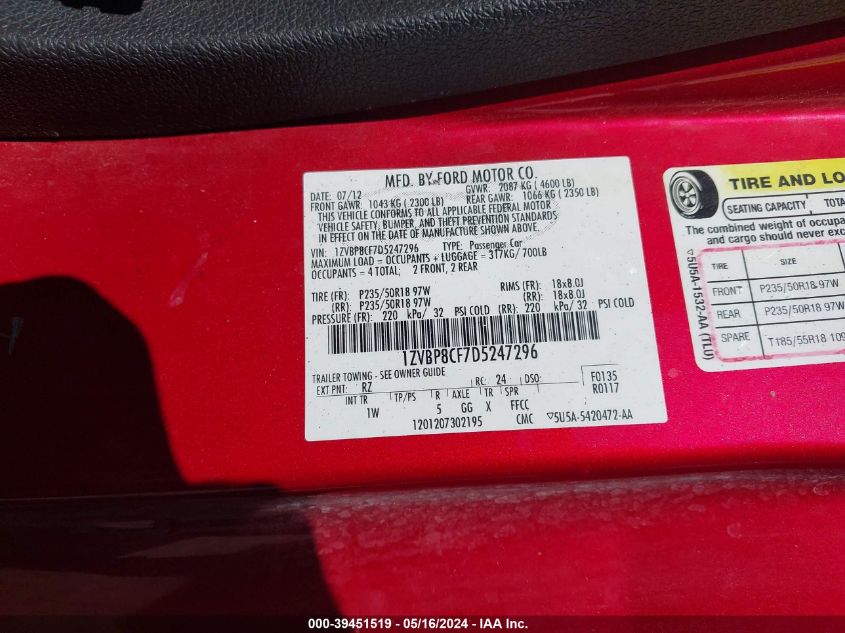 MFD. BY FORD MOTOR CO.
DATE: 07/12 GVWR: 2087 KG ( 4600 LB)
FRONT GAWR: 1043 KG ( 2300 LB) REAR GAWR: 1066 KG ( 2350 LB)
THIS VEHICLE CONFORMS TO ALL APPLICABLE FEDERAL MOTOR
VEHICLE SAFETY, BUMPER, AND THEFT PREVENTION STANDARDS
IN EFFECT ON THE DATE OF MANUFACTURE SHOWN ABOVE.
VIN: 1ZVBP8CF7D5247296 TYPE: Passenger Car
MAXIMUM LOAD = OCCUPANTS + LUGGAGE = 317KG/ 700LB
OCCUPANTS = 4 TOTAL; 2 FRONT, 2 REAR
TIRE (FR): P235/50R18 97W RIMS (FR): 18x8.0J
(RR): P235/50R18 97W (RR): 18x8.0J
PRESSURE (FR): 220 kPa/ 32 PSI COLD (RR): 220 kPa/ 32 PSI COLD
1ZVBP8CF7D5247296
TRAILER TOWING - SEE OWNER GUIDE
EXT PNT: RZ RC: 24 DSO: F0135
R0117
INT TR TP/PS R AXLE TR SPR
1W 5 GG X FFCC
1201207302195 CMC ▽5U5A-5420472-AA
TIRE AND LO
SEATING CAPACITY TOTA
The combined weight of occupa
and cargo should never exc
TIRE SIZE
FRONT P235/50R18 97W
REAR P235/50R18 97W
SPARE T185/55R18 109
▽5U5A-1532-AA (TLU)
000-39451519 - 05/16/2024 - IAA Inc.